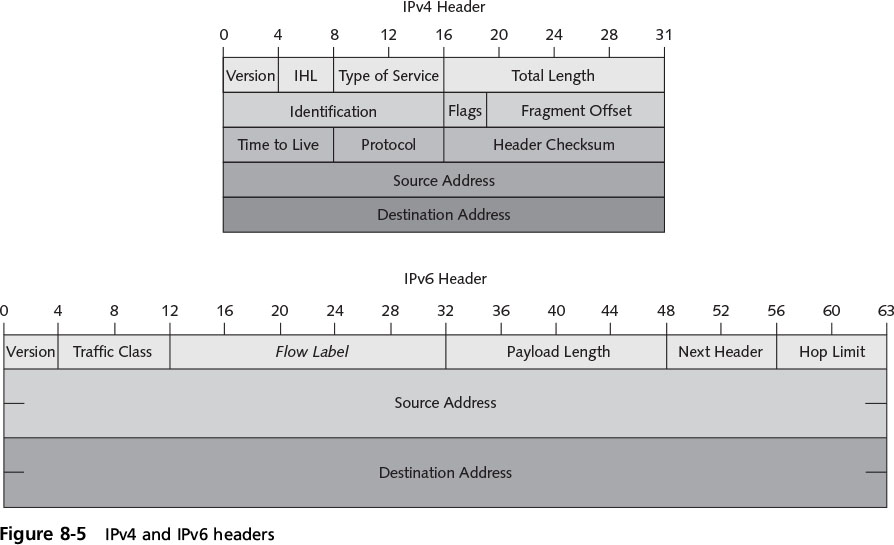 IPv4 Header
0 4 8 12 16 20 24 28 31
Version IHL Type of Service Total Length
Identification Flags Fragment Offset
Time to Live Protocol Header Checksum
Source Address
Destination Address
IPv6 Header
0 4 8 12 16 20 24 28 32 36 40 44 48 52 56 60 63
Version Traffic Class Flow Label Payload Length Next Header Hop Limit
Source Address
Destination Address
Figure 8-5 IPv4 and IPv6 headers